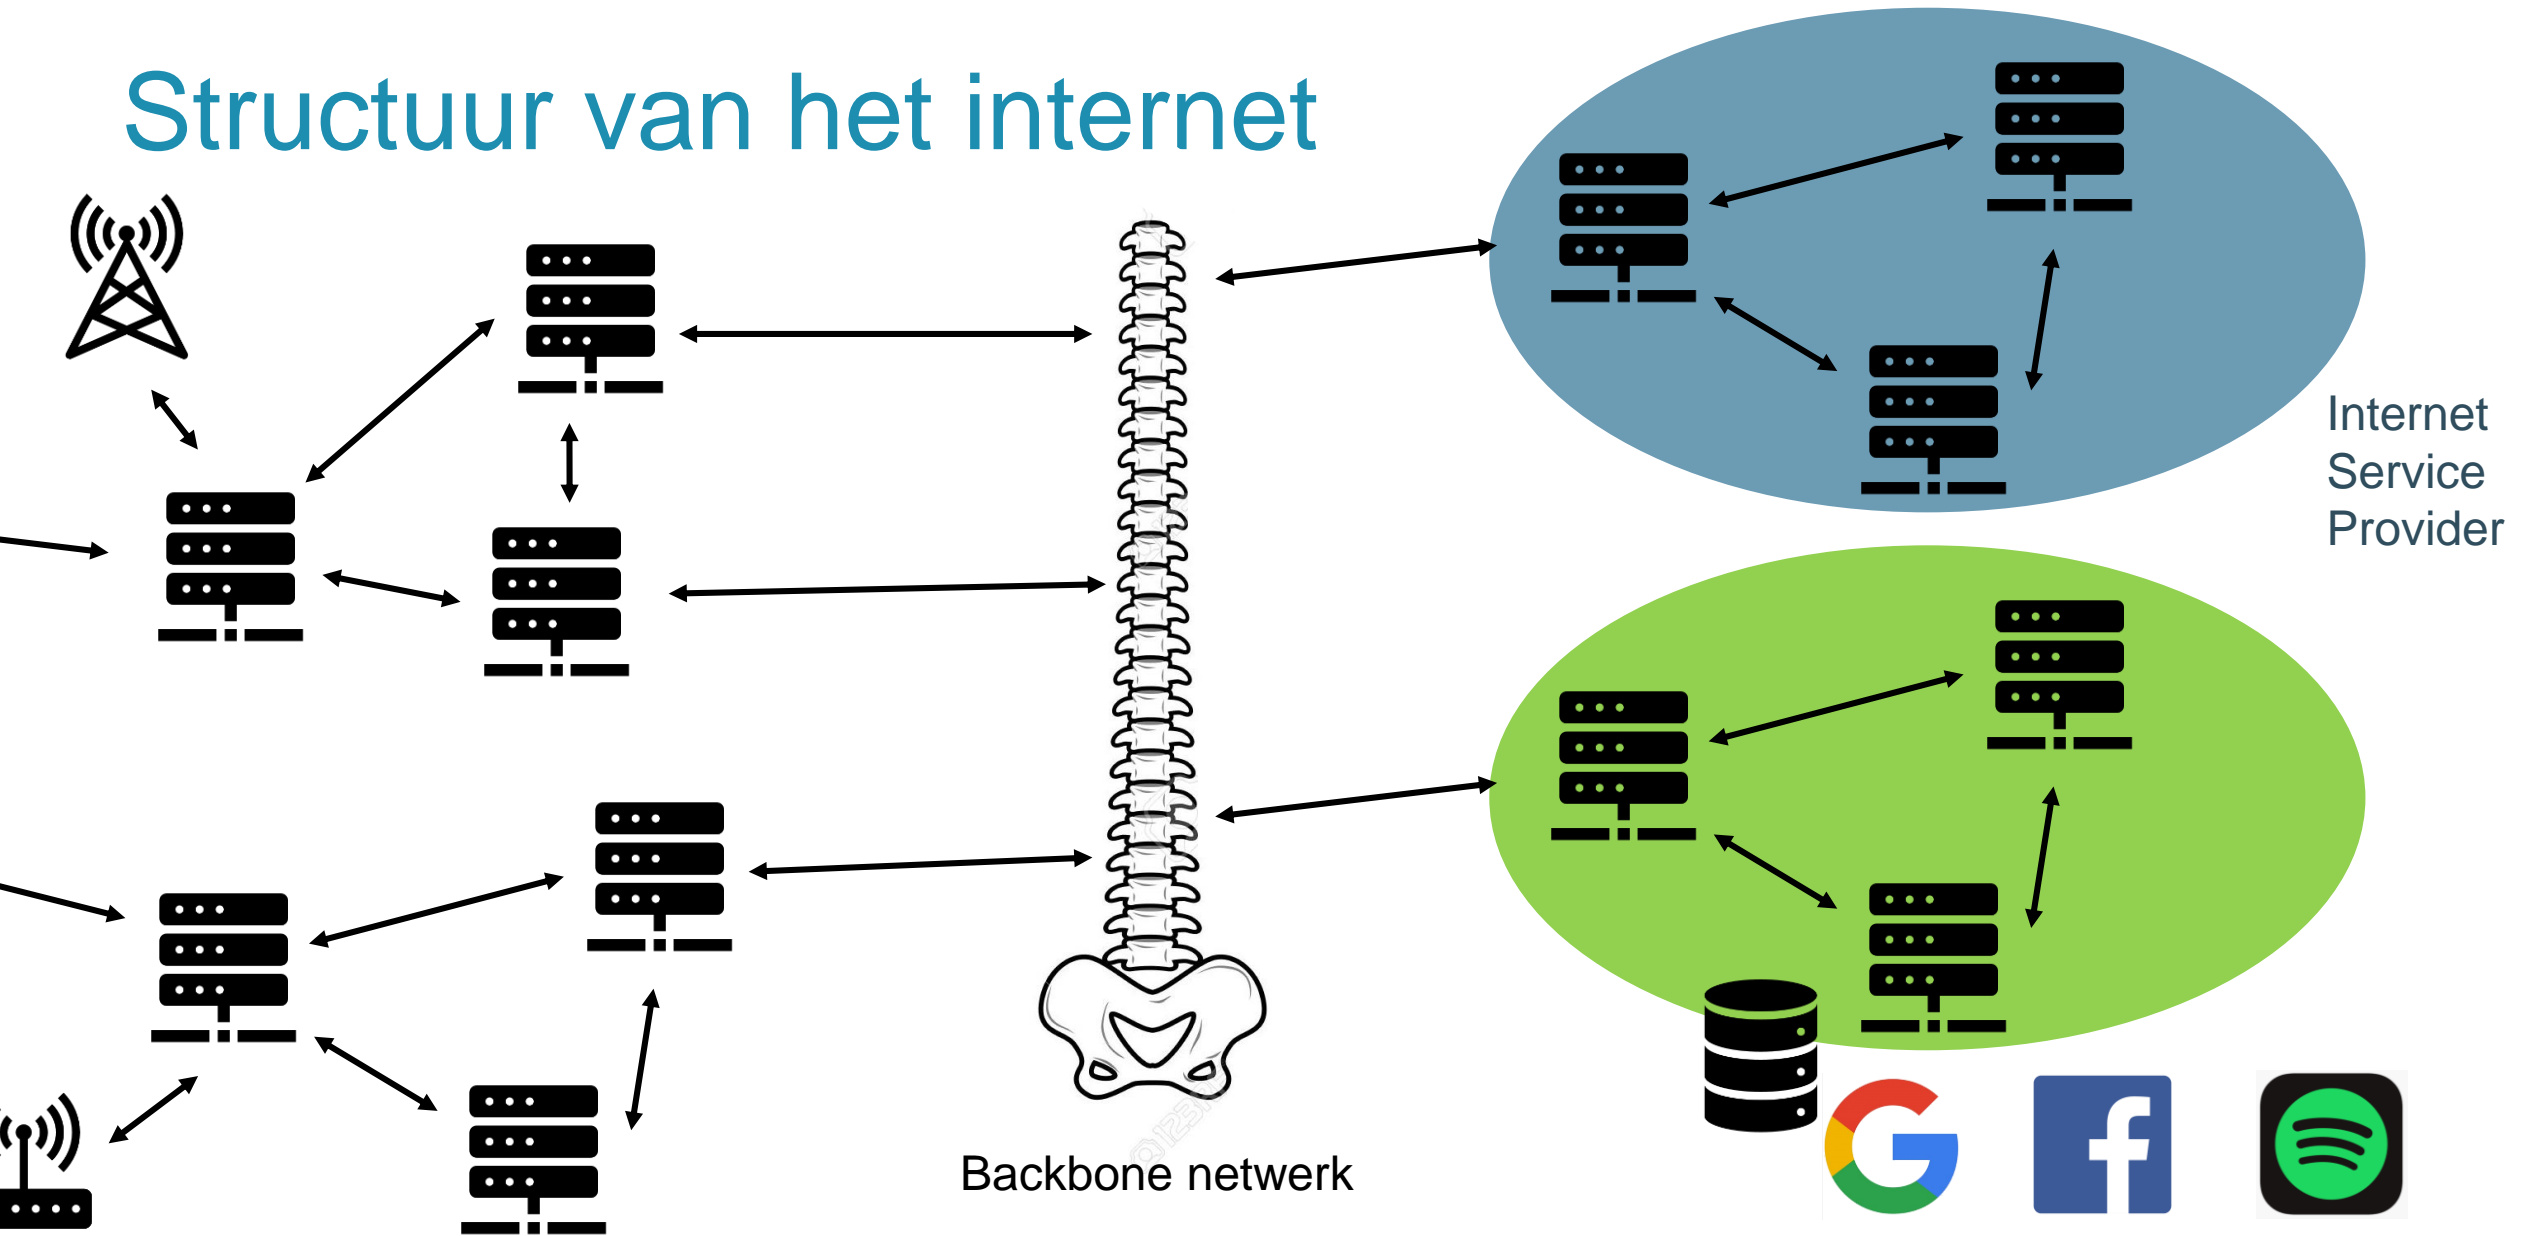 Structuur van het internet
Internet
Service
Provider
Backbone netwerk